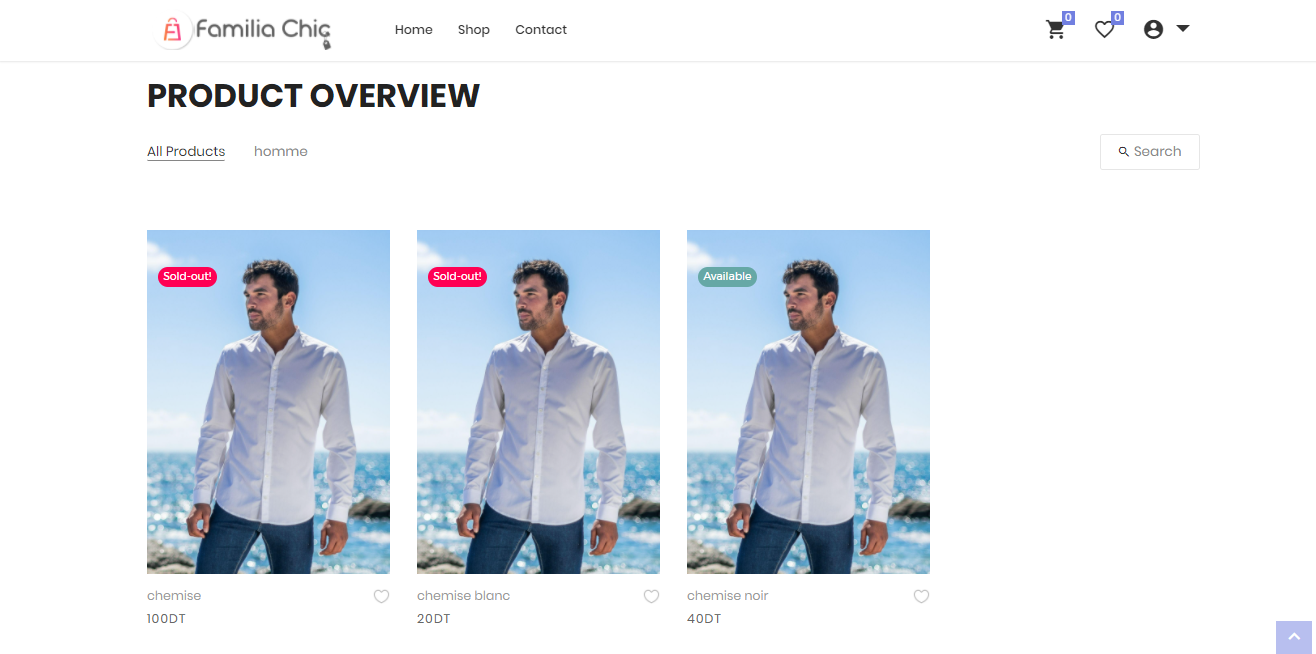 Familia Chic
Home Shop Contact
0 0
PRODUCT OVERVIEW
All Products homme
Search
Sold-out! Sold-out! Available
chemise chemise blanc chemise noir
100DT 20DT 40DT